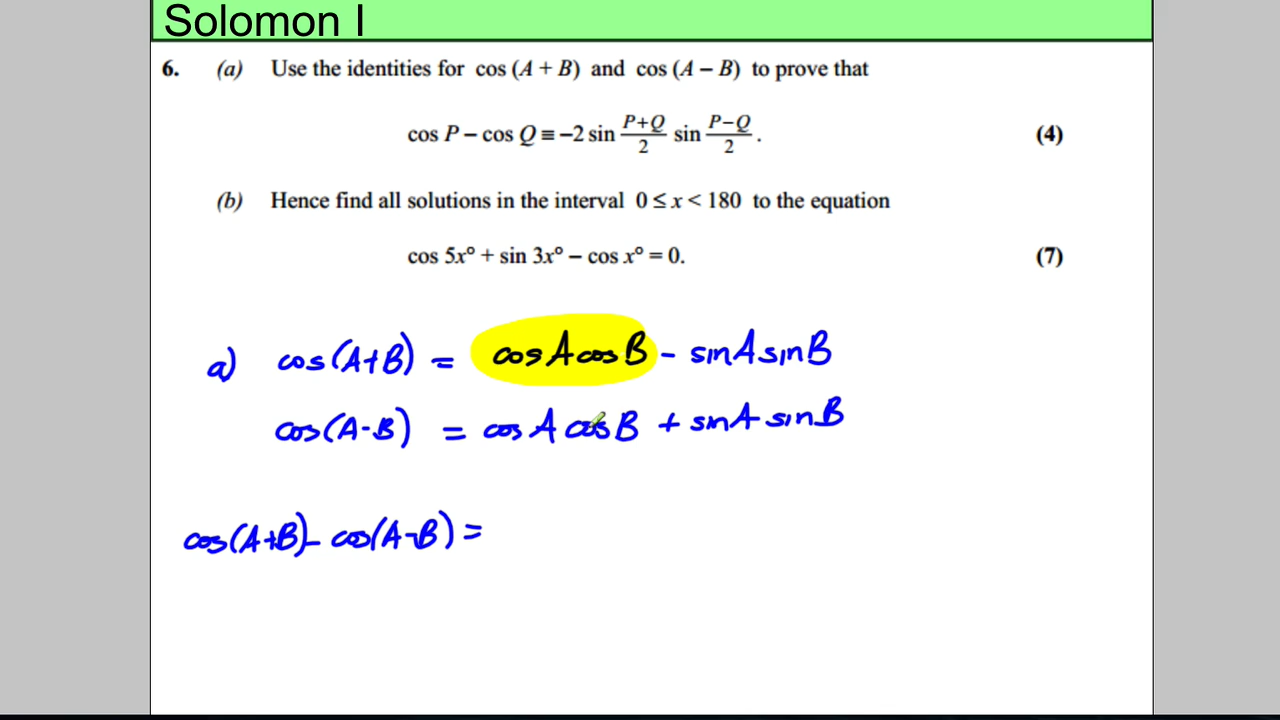 Solomon I
6. (a) Use the identities for cos (A + B) and cos (A − B) to prove that
cos P − cos Q ≡ −2 sin (P+Q)/2 sin (P−Q)/2 . (4)
(b) Hence find all solutions in the interval 0 ≤ x < 180 to the equation
cos 5x° + sin 3x° − cos x° = 0. (7)
a) cos(A+B) = cosAcosB - sinAsinB
cos(A-B) = cosAcosB + sinAsinB
cos(A+B)- cos(A-B) =